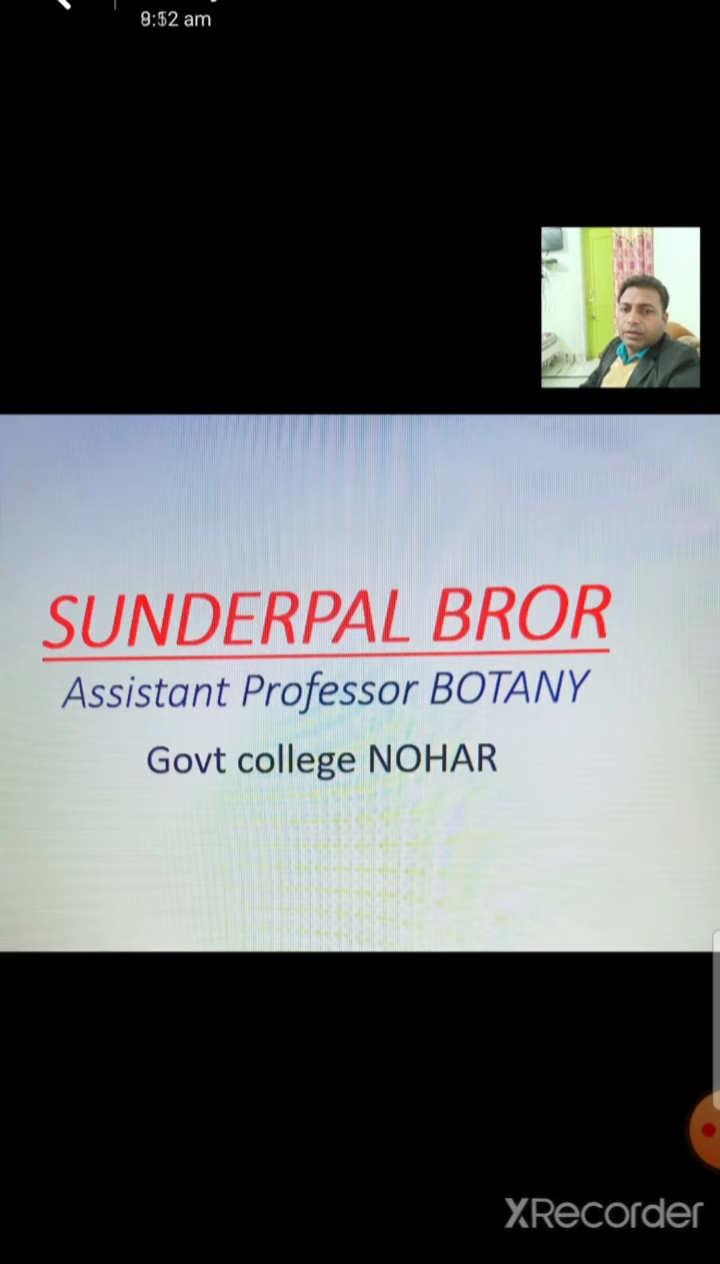 8:52 am
SUNDERPAL BROR
Assistant Professor BOTANY
Govt college NOHAR
XRecorder